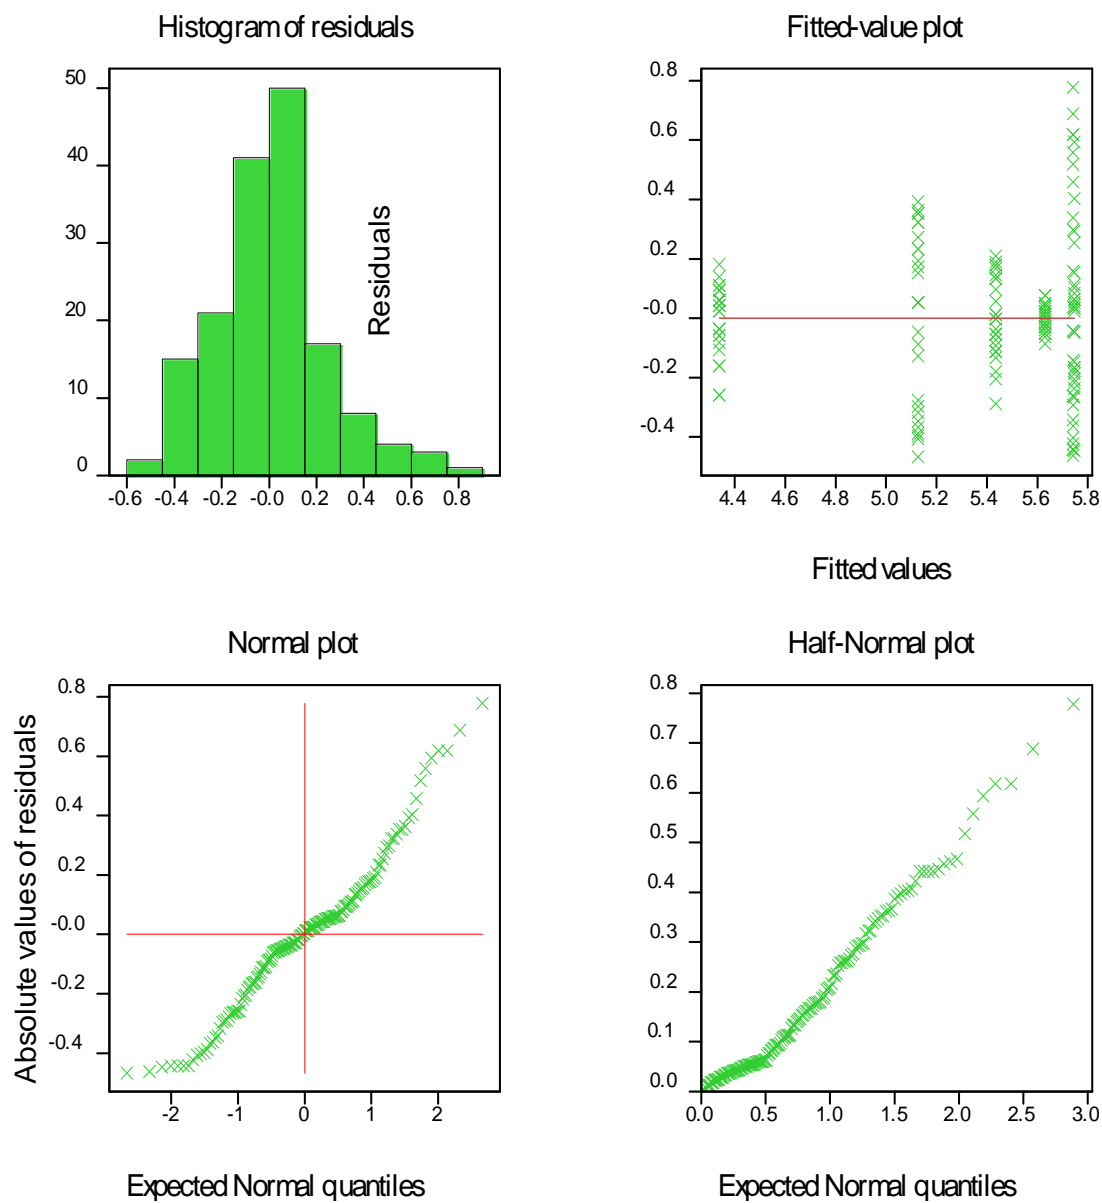 Histogram of residuals
50
40
30
20
10
0
-0.6 -0.4 -0.2 -0.0 0.2 0.4 0.6 0.8
Residuals
Fitted-value plot
0.8
0.6
0.4
0.2
-0.0
-0.2
-0.4
4.4 4.6 4.8 5.0 5.2 5.4 5.6 5.8
Fitted values
Normal plot
Absolute values of residuals
0.8
0.6
0.4
0.2
-0.0
-0.2
-0.4
-2 -1 0 1 2
Expected Normal quantiles
Half-Normal plot
0.8
0.7
0.6
0.5
0.4
0.3
0.2
0.1
0.0
0.0 0.5 1.0 1.5 2.0 2.5 3.0
Expected Normal quantiles